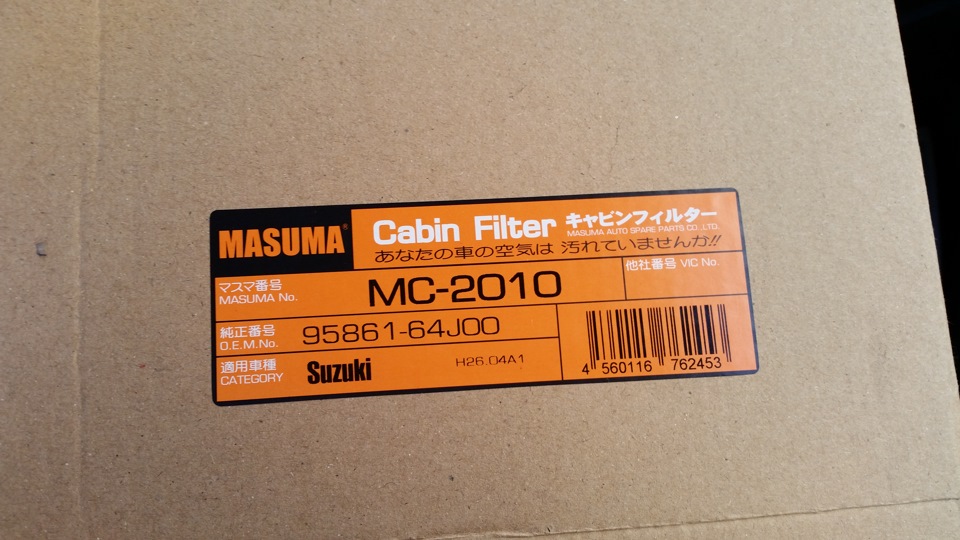 MASUMA®
Cabin Filter キャビンフィルター
MASUMA AUTO SPARE PARTS CO.,LTD.
あなたの車の空気は 汚れていませんか!!
マスマ番号
MASUMA No.
MC-2010
他社番号 VIC No.
純正番号
O.E.M.No.
95861-64J00
適用車種
CATEGORY
Suzuki
H26.04A1
4 560116 762453